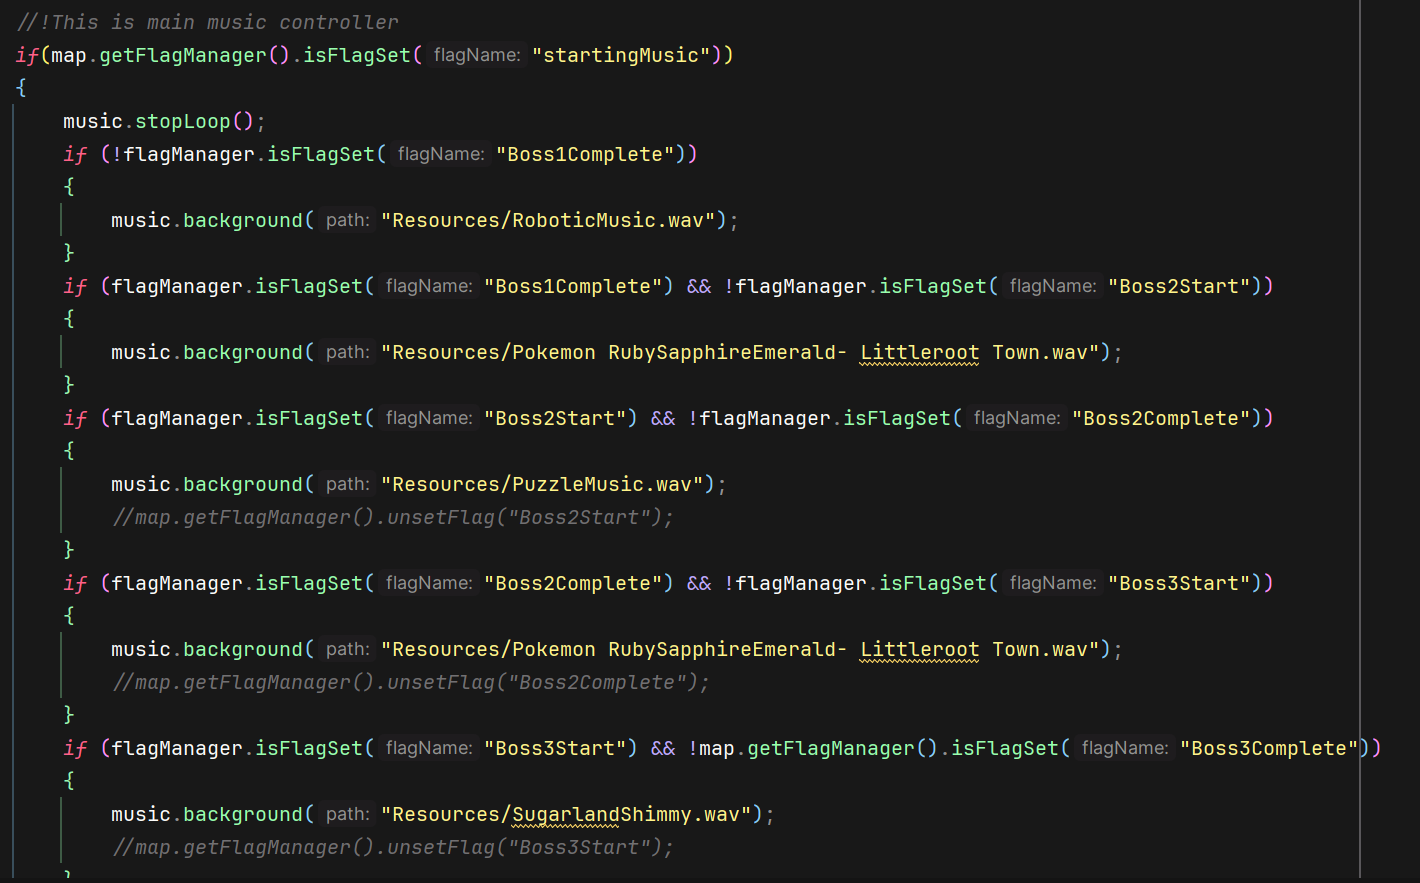 //!This is main music controller
if(map.getFlagManager().isFlagSet( flagName: "startingMusic"))
{
music.stopLoop();
if (!flagManager.isFlagSet( flagName: "Boss1Complete"))
{
music.background( path: "Resources/RoboticMusic.wav");
}
if (flagManager.isFlagSet( flagName: "Boss1Complete") && !flagManager.isFlagSet( flagName: "Boss2Start"))
{
music.background( path: "Resources/Pokemon RubySapphireEmerald- Littleroot Town.wav");
}
if (flagManager.isFlagSet( flagName: "Boss2Start") && !flagManager.isFlagSet( flagName: "Boss2Complete"))
{
music.background( path: "Resources/PuzzleMusic.wav");
//map.getFlagManager().unsetFlag("Boss2Start");
}
if (flagManager.isFlagSet( flagName: "Boss2Complete") && !flagManager.isFlagSet( flagName: "Boss3Start"))
{
music.background( path: "Resources/Pokemon RubySapphireEmerald- Littleroot Town.wav");
//map.getFlagManager().unsetFlag("Boss2Complete");
}
if (flagManager.isFlagSet( flagName: "Boss3Start") && !map.getFlagManager().isFlagSet( flagName: "Boss3Complete"))
{
music.background( path: "Resources/SugarlandShimmy.wav");
//map.getFlagManager().unsetFlag("Boss3Start");
}